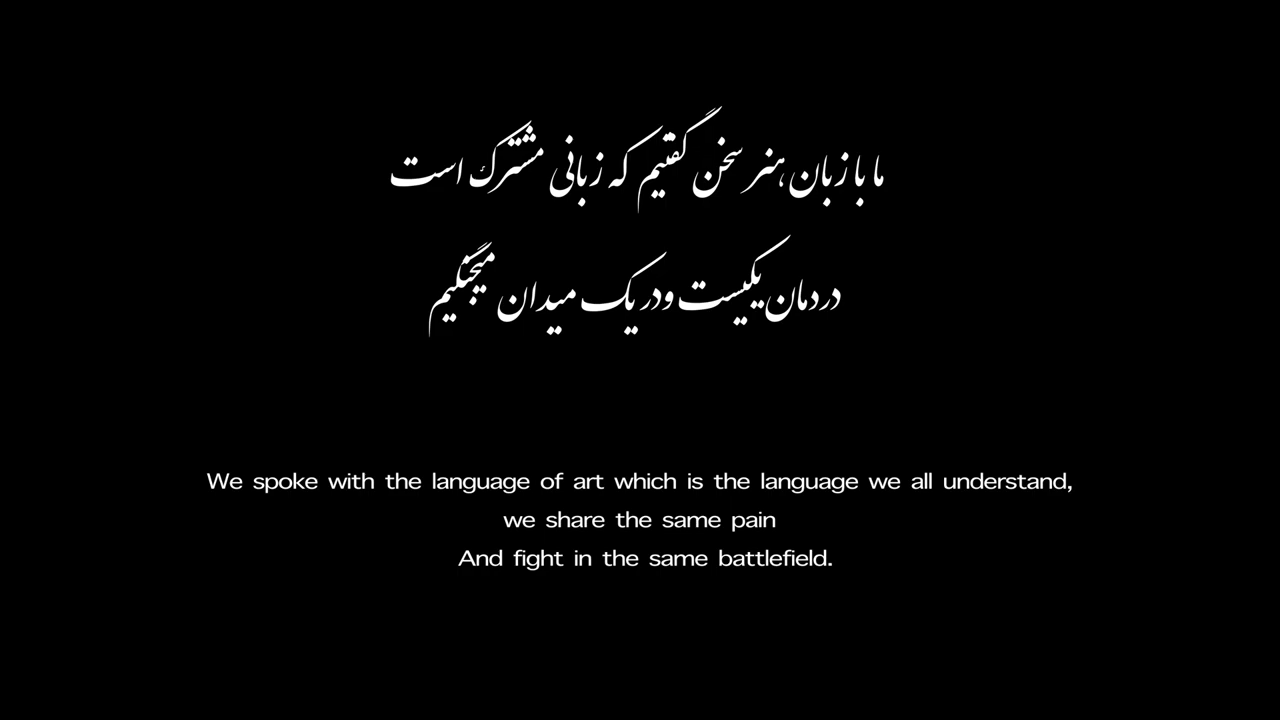 ما با زبان هنر سخن گفتیم که زبانی مشترک است
دردمان یکیست و در یک میدان میجنگیم
We spoke with the language of art which is the language we all understand,
we share the same pain
And fight in the same battlefield.